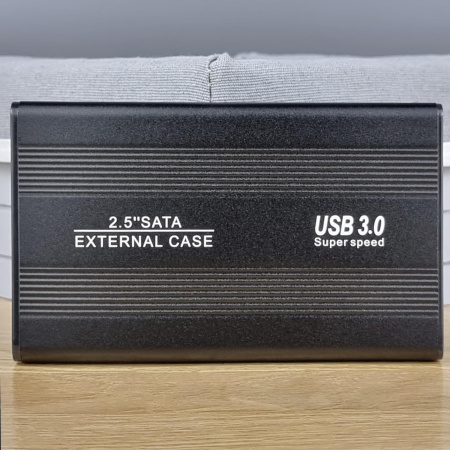 2.5"SATA
EXTERNAL CASE
USB 3.0
Super speed